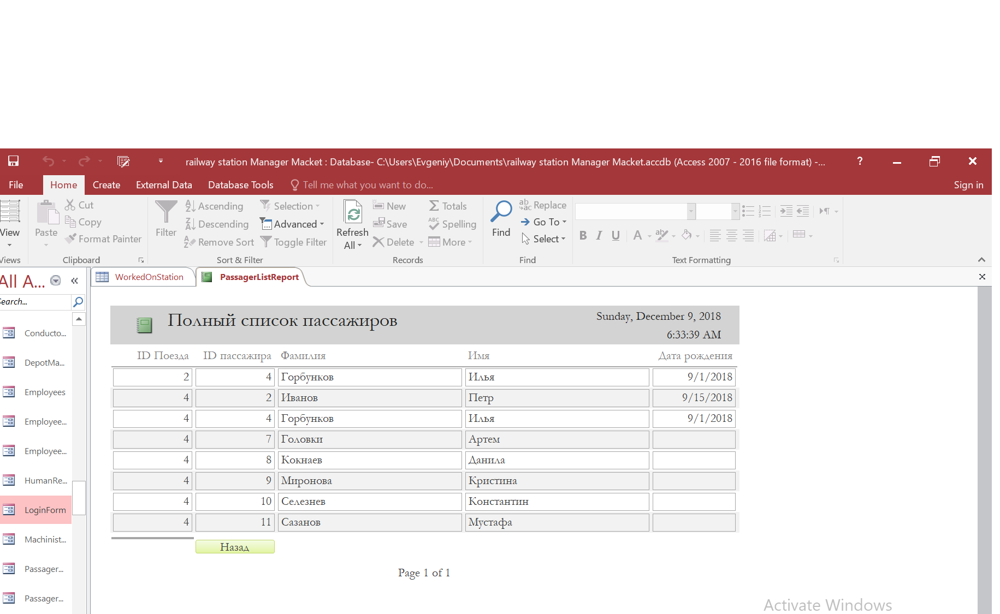 railway station Manager Macket : Database- C:\Users\Evgeniy\Documents\railway station Manager Macket.accdb (Access 2007 - 2016 file format) -... ?
File Home Create External Data Database Tools Tell me what you want to do... Sign in
View
Views
Paste
Cut
Copy
Format Painter
Clipboard
Filter
Ascending
Descending
Remove Sort
Selection
Advanced
Toggle Filter
Sort & Filter
Refresh
All
New
Save
Delete
Totals
Spelling
More
Records
Find
Replace
Go To
Select
Find
B I U A
Text Formatting
All A...
Search...
Conducto...
DepotMa...
Employees
Employee...
Employee...
HumanRe...
LoginForm
Machinist...
Passager...
Passager...
WorkedOnStation PassagerListReport
Полный список пассажиров
Sunday, December 9, 2018
6:33:39 AM
ID Поезда ID пассажира Фамилия Имя Дата рождения
2 4 Горбунков Илья 9/1/2018
4 2 Иванов Петр 9/15/2018
4 4 Горбунков Илья 9/1/2018
4 7 Головки Артем
4 8 Кокнаев Данила
4 9 Миронова Кристина
4 10 Селезнев Константин
4 11 Сазанов Мустафа
Назад
Page 1 of 1
Activate Windows